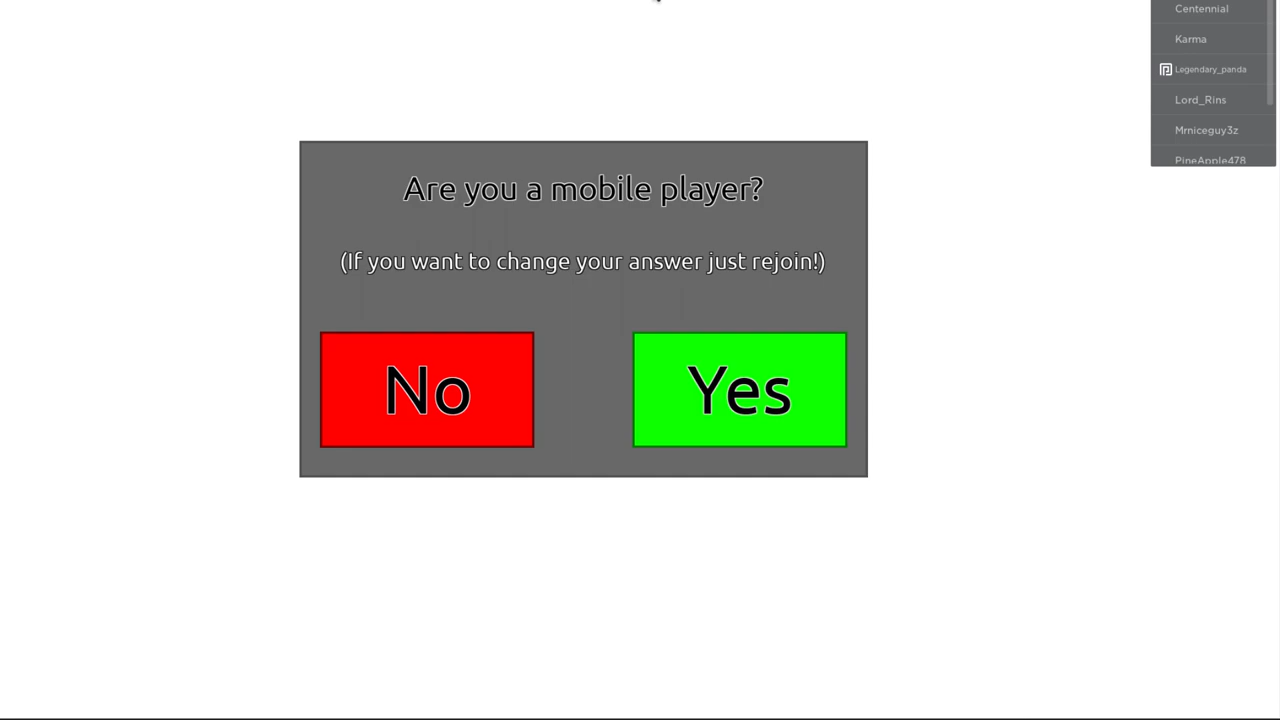 Centennial
Karma
Legendary_panda
Lord_Rins
Mrniceguy3z
PineApple478
Are you a mobile player?
(If you want to change your answer just rejoin!)
No
Yes